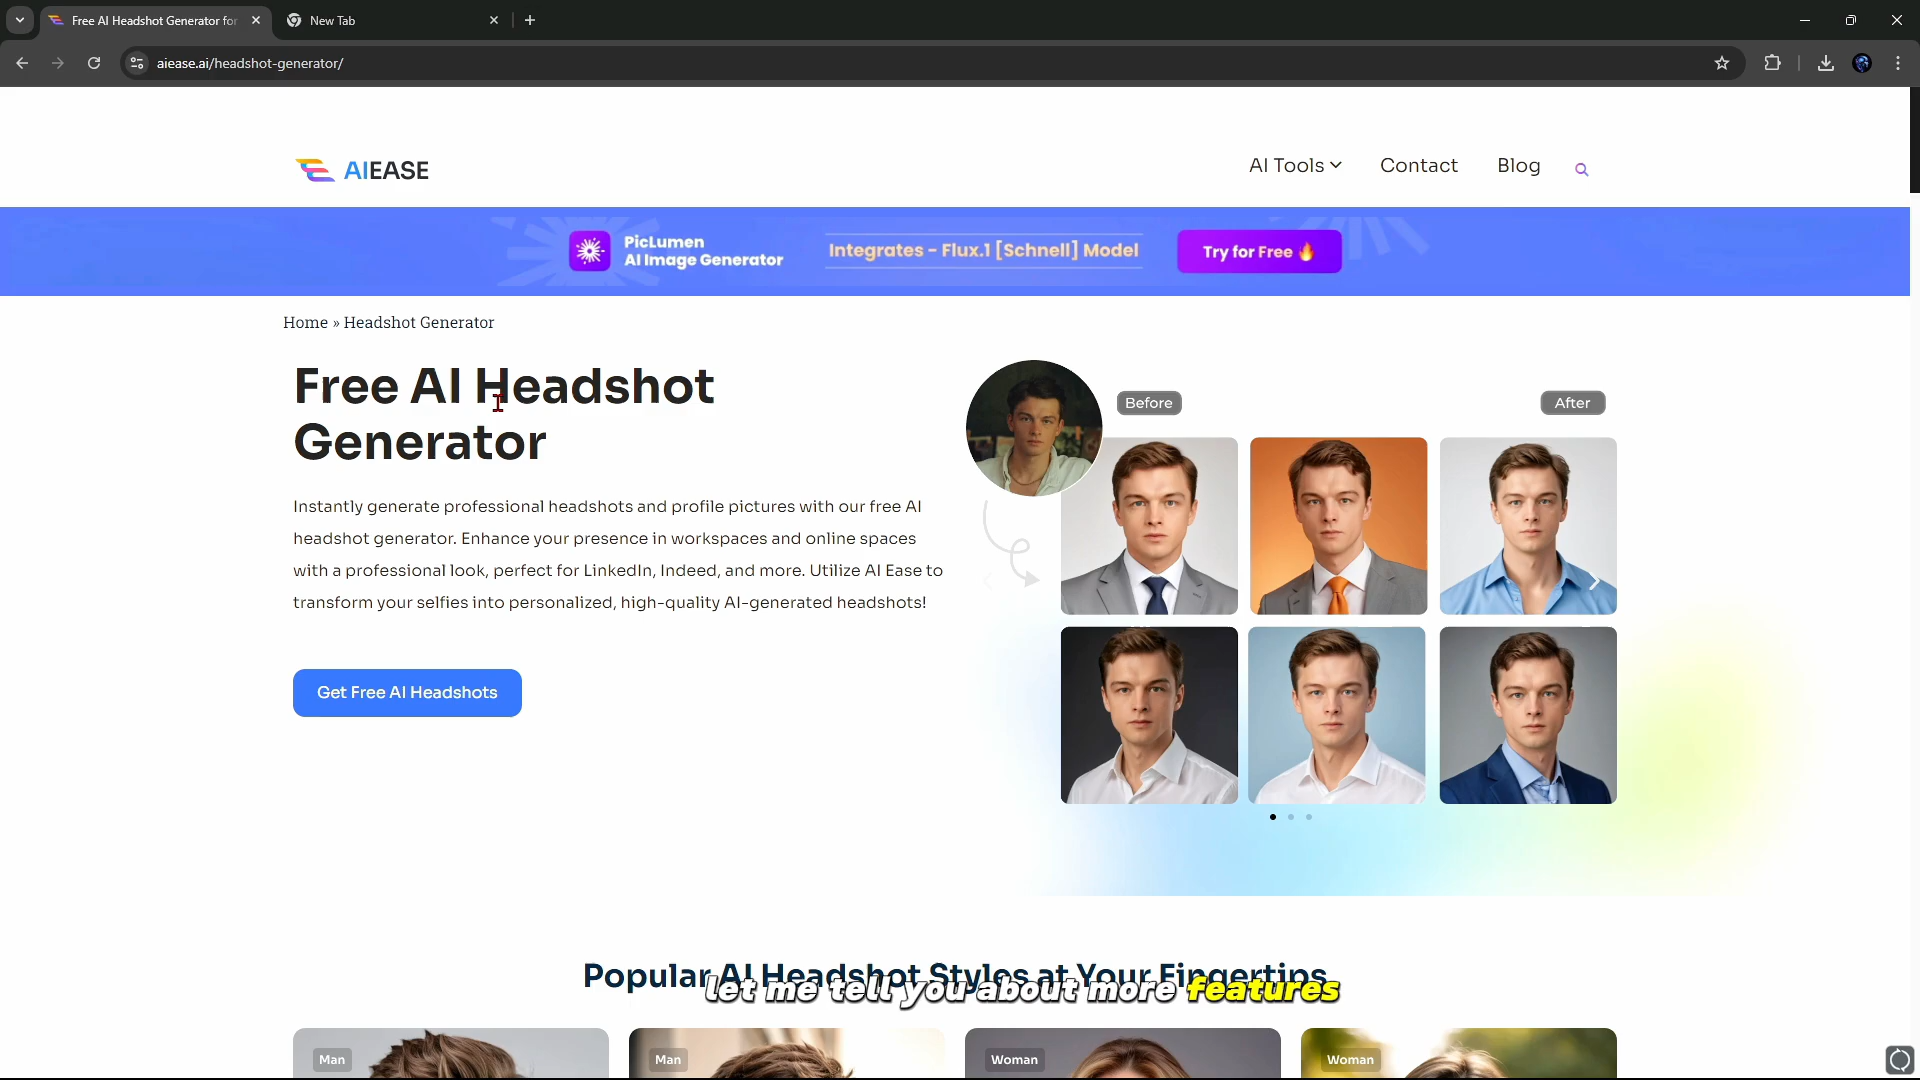 Free AI Headshot Generator for
New Tab
aiease.ai/headshot-generator/
AIEASE
AI Tools
Contact
Blog
PicLumen
AI Image Generator
Integrates - Flux.1 [Schnell] Model
Try for Free 🔥
Home » Headshot Generator
Free AI Headshot
Generator
Before
After
Instantly generate professional headshots and profile pictures with our free AI
headshot generator. Enhance your presence in workspaces and online spaces
with a professional look, perfect for LinkedIn, Indeed, and more. Utilize AI Ease to
transform your selfies into personalized, high-quality AI-generated headshots!
Get Free AI Headshots
Popular AI Headshot Styles at Your Fingertips
let me tell you about more features
Man
Man
Woman
Woman